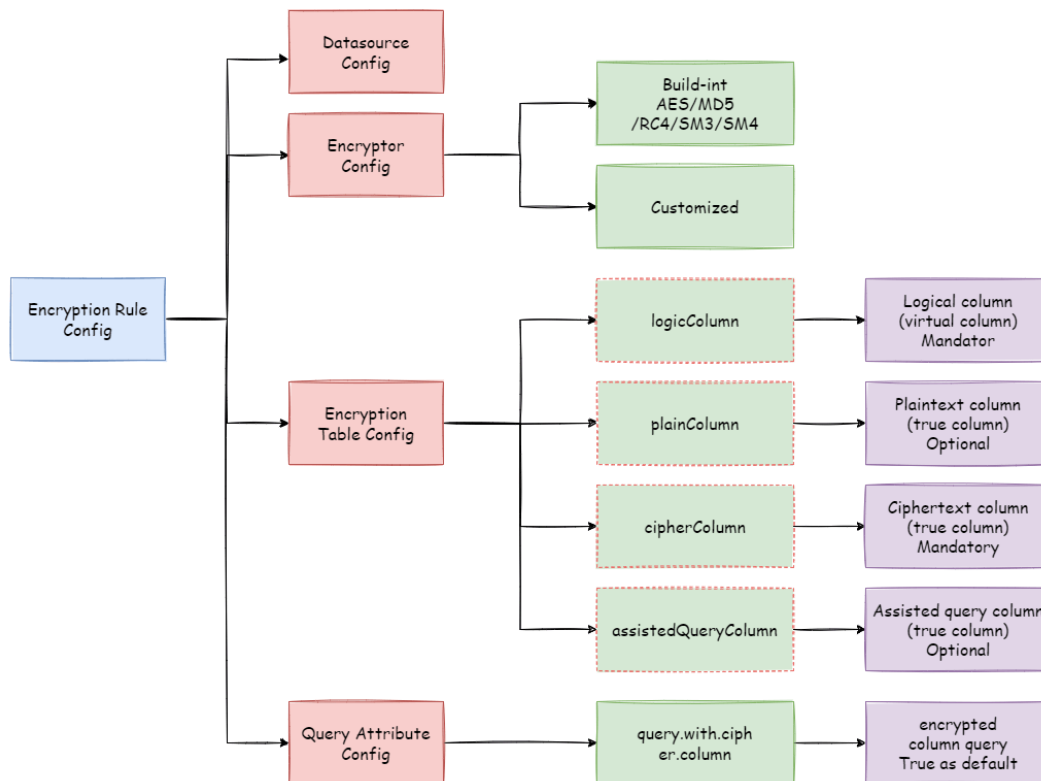 Datasource
Config
Build-int
AES/MD5
/RC4/SM3/SM4
Encryptor
Config
Customized
Encryption Rule
Config
logicColumn
Logical column
(virtual column)
Mandator
Encryption
Table Config
plainColumn
Plaintext column
(true column)
Optional
cipherColumn
Ciphertext column
(true column)
Mandatory
assistedQueryColumn
Assisted query column
(true column)
Optional
Query Attribute
Config
query.with.ciph
er.column
encrypted
column query
True as default